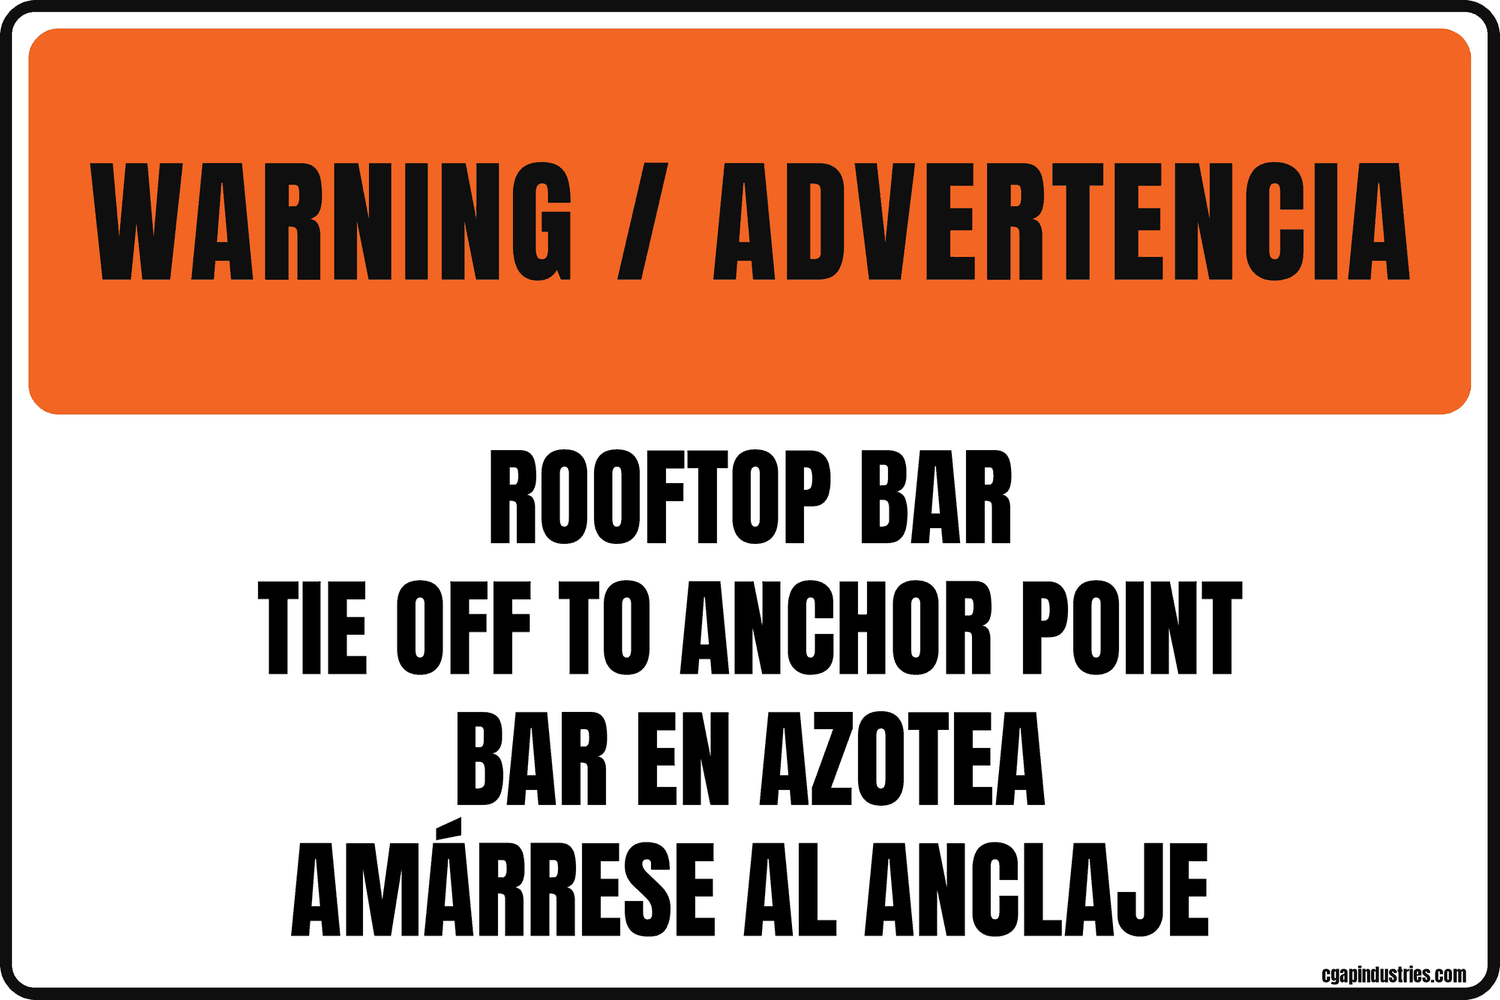 WARNING / ADVERTENCIA
ROOFTOP BAR
TIE OFF TO ANCHOR POINT
BAR EN AZOTEA
AMÁRRESE AL ANCLAJE
cgapindustries.com